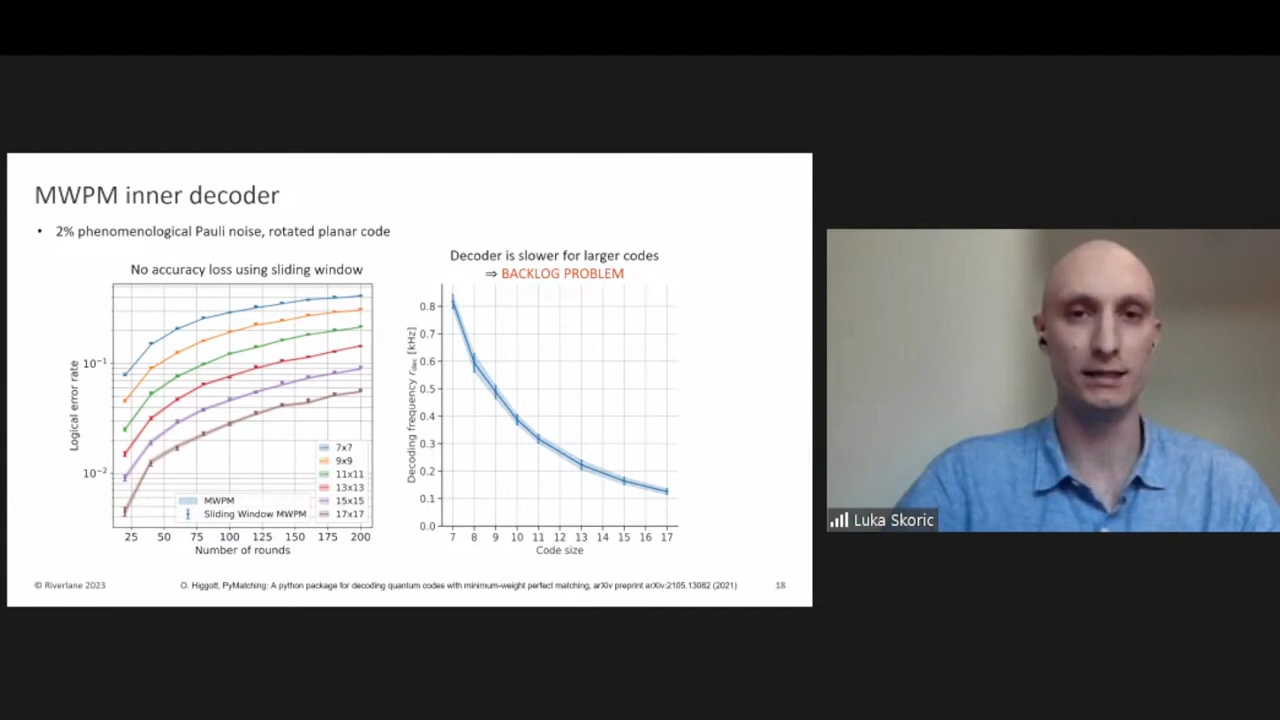 MWPM inner decoder
• 2% phenomenological Pauli noise, rotated planar code
No accuracy loss using sliding window
Logical error rate
10⁻¹
10⁻²
7x7
9x9
11x11
13x13
15x15
17x17
MWPM
Sliding Window MWPM
25 50 75 100 125 150 175 200
Number of rounds
Decoder is slower for larger codes
⇒ BACKLOG PROBLEM
Decoding frequency r_dec [kHz]
0.8
0.7
0.6
0.5
0.4
0.3
0.2
0.1
0.0
7 8 9 10 11 12 13 14 15 16 17
Code size
© Riverlane 2023
O. Higgott, PyMatching: A python package for decoding quantum codes with minimum-weight perfect matching, arXiv preprint arXiv:2105.13082 (2021)
18
Luka Skoric